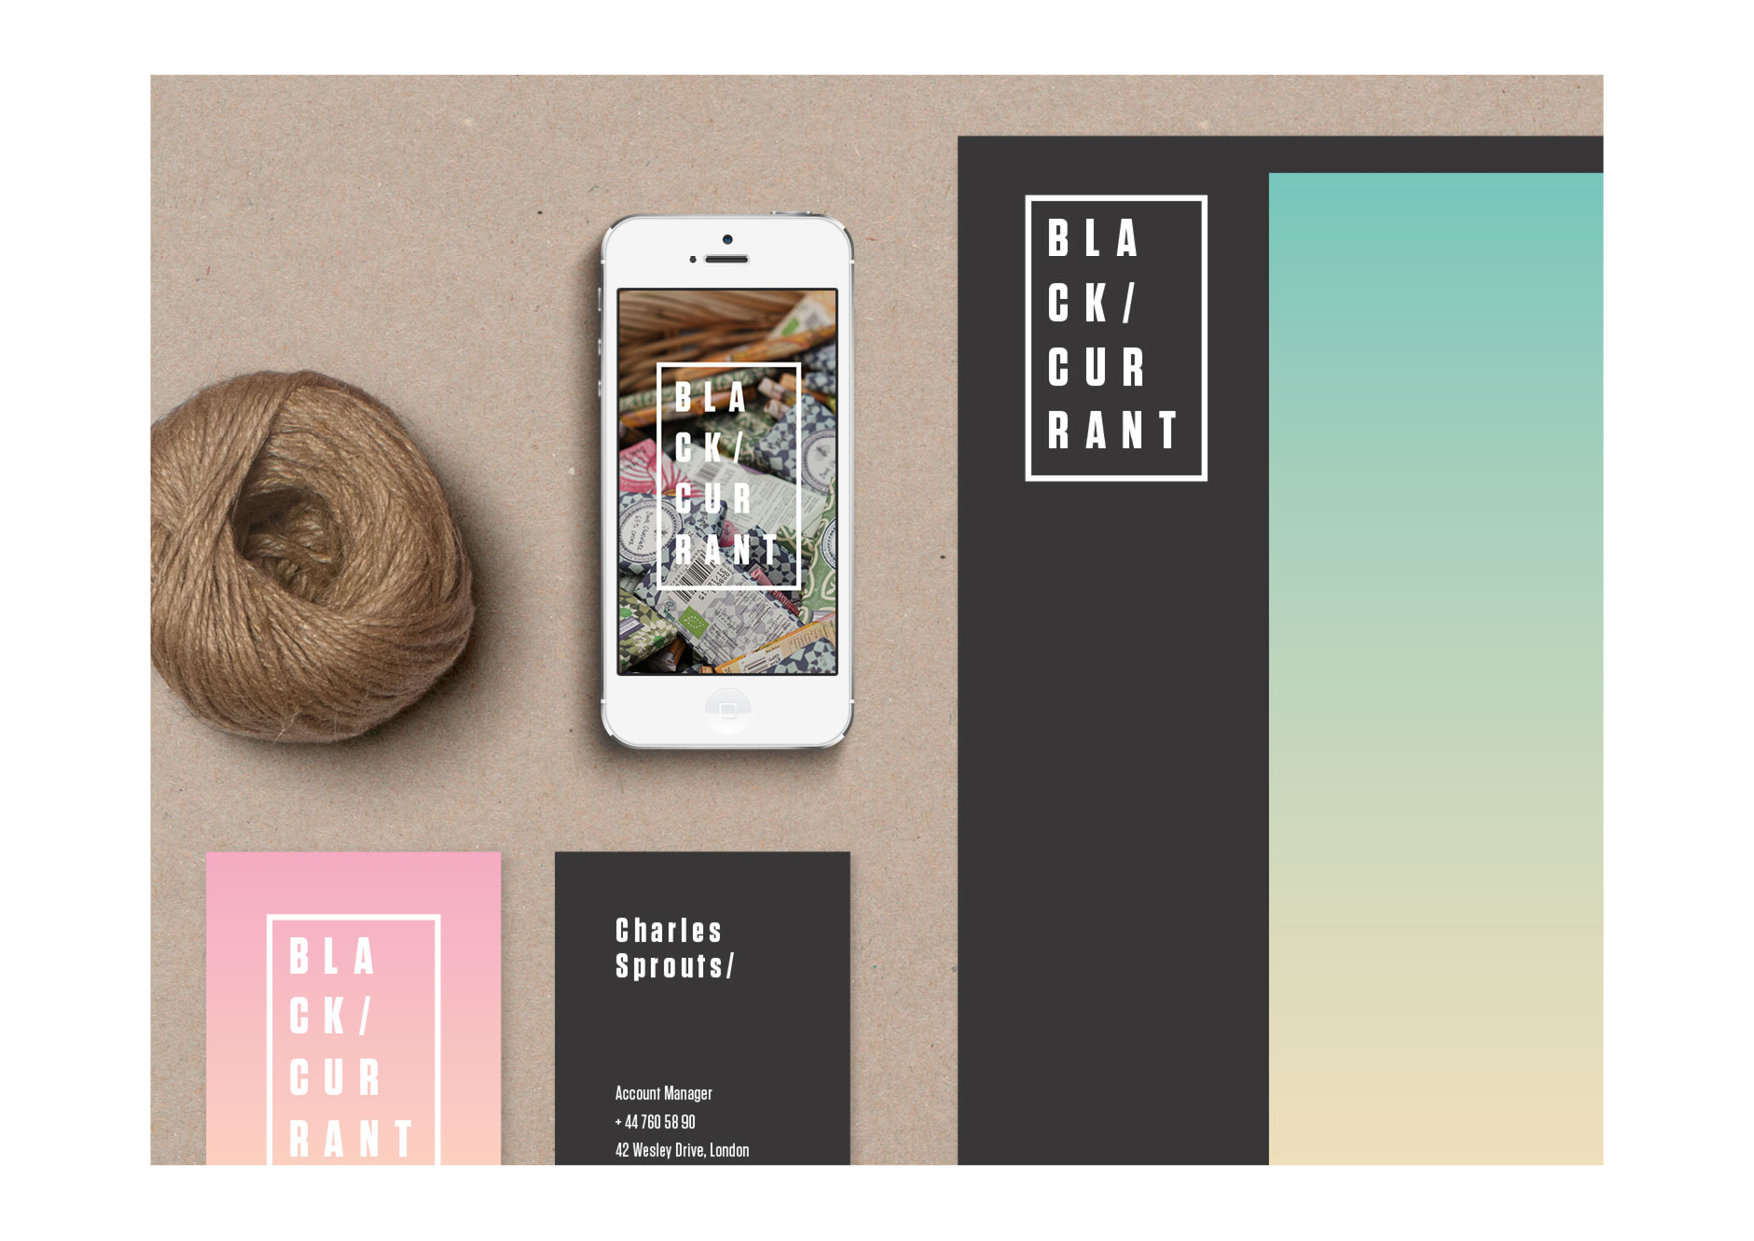 BLA
CK/
CUR
RANT
BLA
CK/
CUR
RANT
BLA
CK/
CUR
RANT
Charles
Sprouts/
Account Manager
+ 44 760 58 90
42 Wesley Drive, London